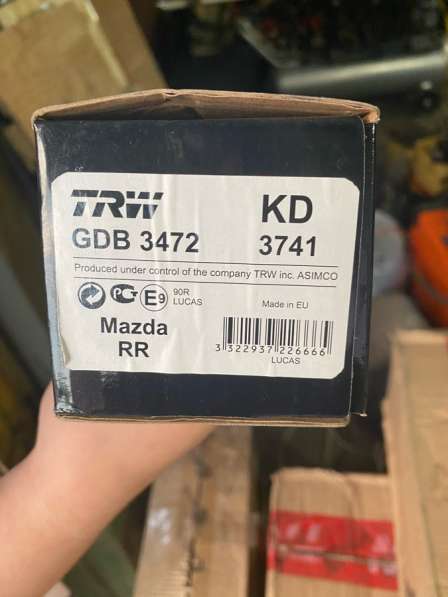 TRW KD
GDB 3472 3741
Produced under control of the company TRW inc. ASIMCO
E9 90R
LUCAS
Made in EU
Mazda
RR
3 322937 226666
LUCAS